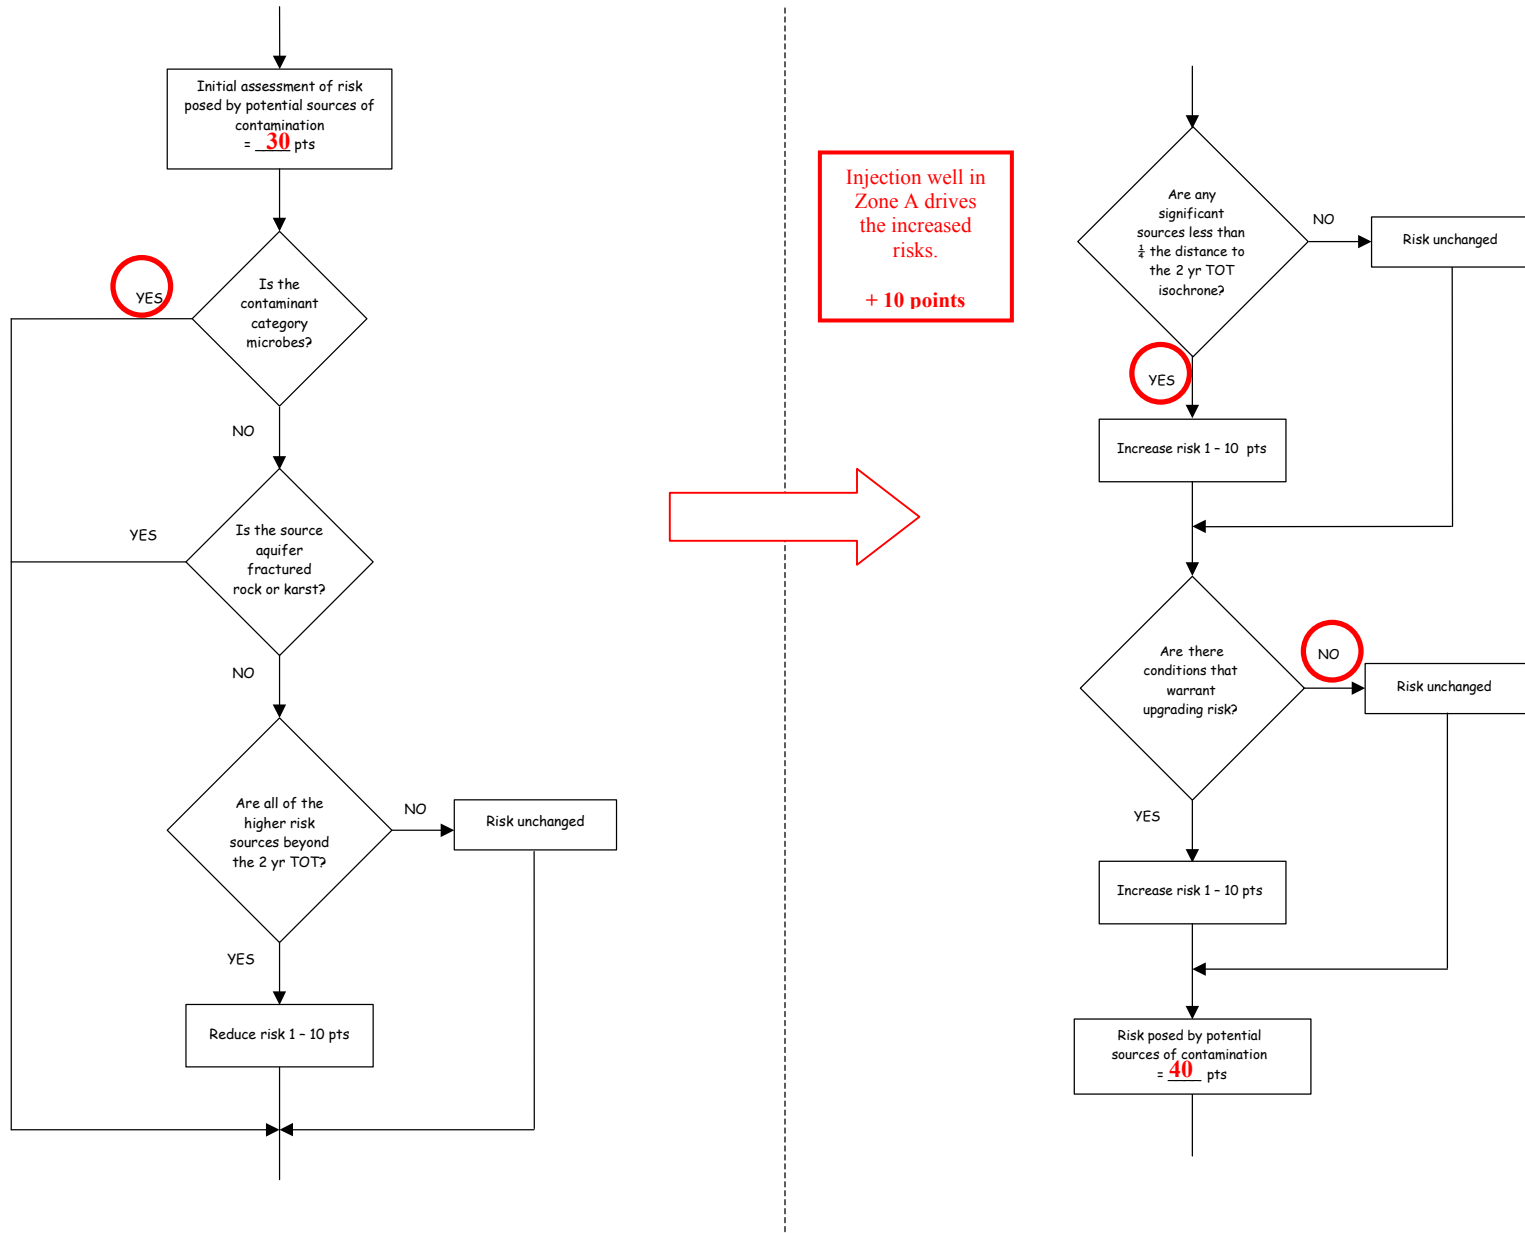 Initial assessment of risk
posed by potential sources of
contamination
= 30 pts
YES
Is the
contaminant
category
microbes?
NO
YES
Is the source
aquifer
fractured
rock or karst?
NO
Are all of the
higher risk
sources beyond
the 2 yr TOT?
NO
Risk unchanged
YES
Reduce risk 1 – 10 pts
Injection well in
Zone A drives
the increased
risks.
+ 10 points
Are any
significant
sources less than
¼ the distance to
the 2 yr TOT
isochrone?
NO
Risk unchanged
YES
Increase risk 1 – 10 pts
Are there
conditions that
warrant
upgrading risk?
NO
Risk unchanged
YES
Increase risk 1 – 10 pts
Risk posed by potential
sources of contamination
= 40 pts